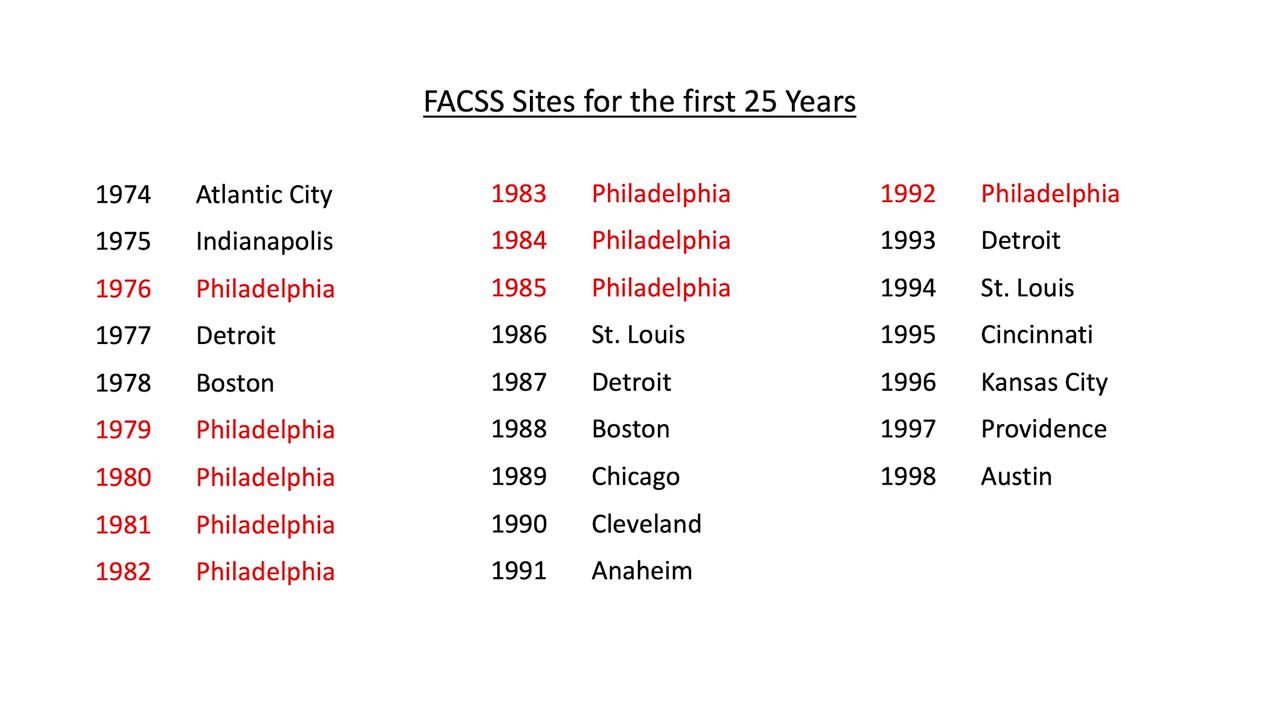 FACSS Sites for the first 25 Years
1974 Atlantic City
1975 Indianapolis
1976 Philadelphia
1977 Detroit
1978 Boston
1979 Philadelphia
1980 Philadelphia
1981 Philadelphia
1982 Philadelphia
1983 Philadelphia
1984 Philadelphia
1985 Philadelphia
1986 St. Louis
1987 Detroit
1988 Boston
1989 Chicago
1990 Cleveland
1991 Anaheim
1992 Philadelphia
1993 Detroit
1994 St. Louis
1995 Cincinnati
1996 Kansas City
1997 Providence
1998 Austin